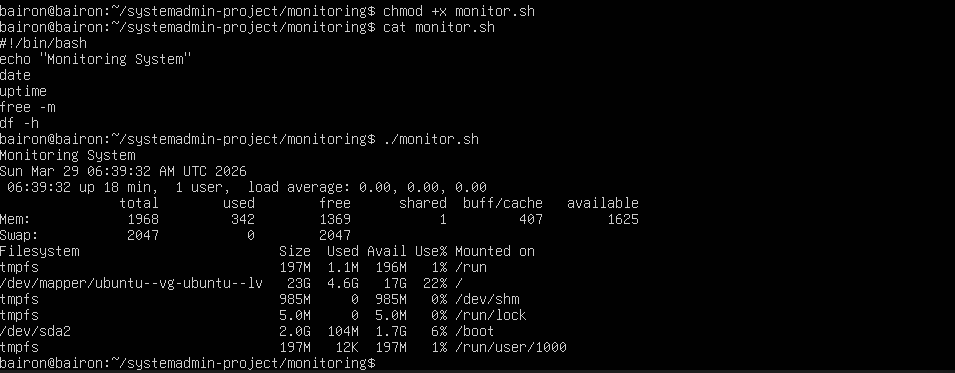 bairon@bairon:~/systemadmin-project/monitoring$ chmod +x monitor.sh
bairon@bairon:~/systemadmin-project/monitoring$ cat monitor.sh
#!/bin/bash
echo "Monitoring System"
date
uptime
free -m
df -h
bairon@bairon:~/systemadmin-project/monitoring$ ./monitor.sh
Monitoring System
Sun Mar 29 06:39:32 AM UTC 2026
 06:39:32 up 18 min,  1 user,  load average: 0.00, 0.00, 0.00
               total        used        free      shared  buff/cache   available
Mem:            1968         342        1369           1         407        1625
Swap:           2047           0        2047
Filesystem                         Size  Used Avail Use% Mounted on
tmpfs                              197M  1.1M  196M   1% /run
/dev/mapper/ubuntu--vg-ubuntu--lv   23G  4.6G   17G  22% /
tmpfs                              985M     0  985M   0% /dev/shm
tmpfs                              5.0M     0  5.0M   0% /run/lock
/dev/sda2                          2.0G  104M  1.7G   6% /boot
tmpfs                              197M   12K  197M   1% /run/user/1000
bairon@bairon:~/systemadmin-project/monitoring$